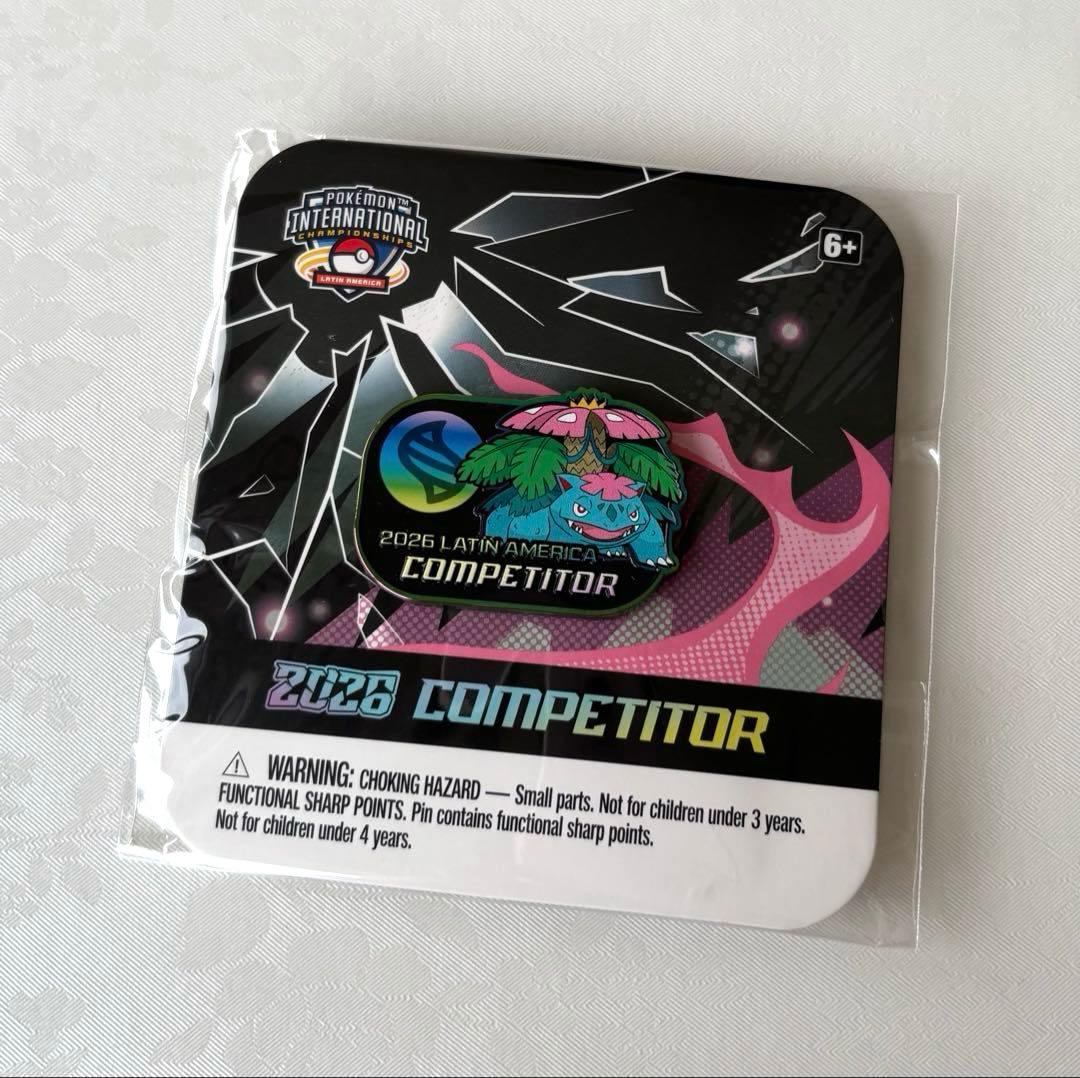 POKÉMON™
INTERNATIONAL
CHAMPIONSHIPS
LATIN AMERICA
6+
2026 LATIN AMERICA
COMPETITOR
2026 COMPETITOR
WARNING: CHOKING HAZARD — Small parts. Not for children under 3 years.
FUNCTIONAL SHARP POINTS. Pin contains functional sharp points.
Not for children under 4 years.